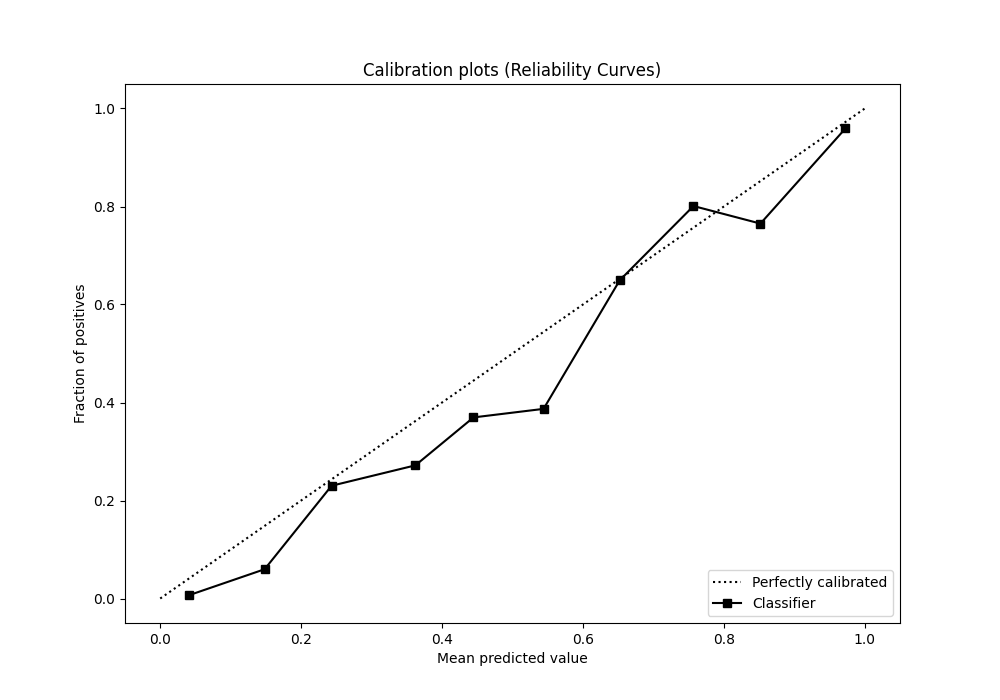 Calibration plots (Reliability Curves)
1.0
0.8
0.6
0.4
0.2
0.0
Fraction of positives
0.0 0.2 0.4 0.6 0.8 1.0
Mean predicted value
Perfectly calibrated
Classifier